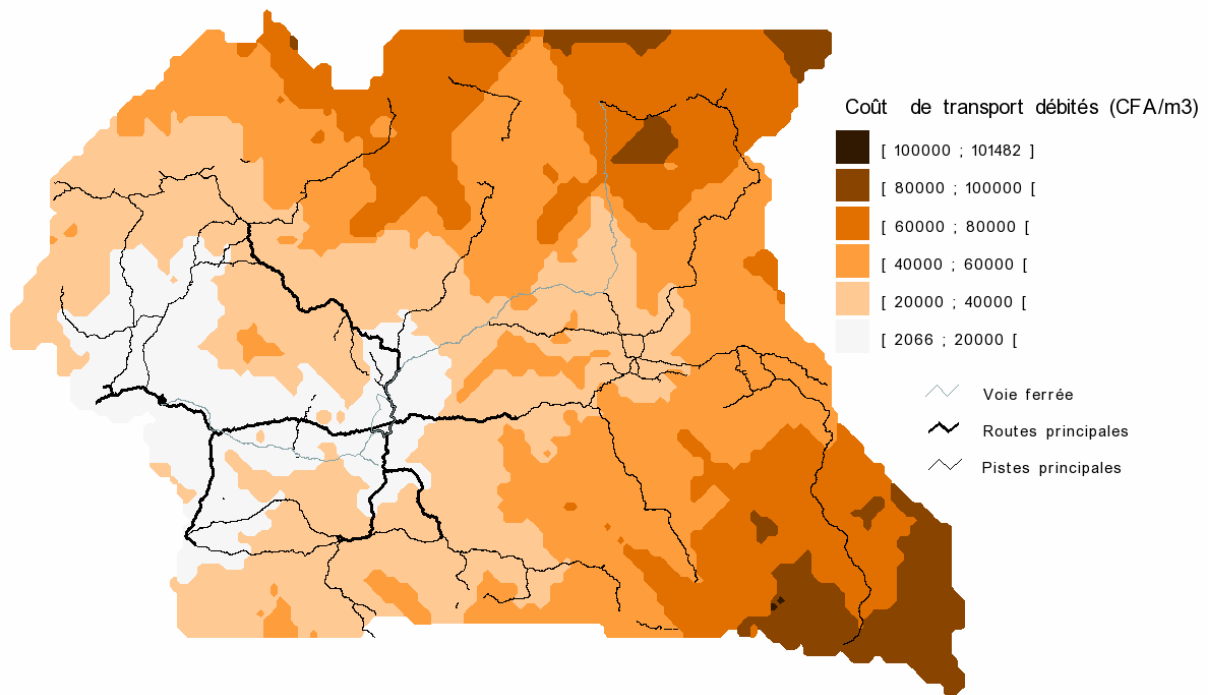 Coût de transport débités (CFA/m3)
[ 100000 ; 101482 ]
[ 80000 ; 100000 [
[ 60000 ; 80000 [
[ 40000 ; 60000 [
[ 20000 ; 40000 [
[ 2066 ; 20000 [
Voie ferrée
Routes principales
Pistes principales